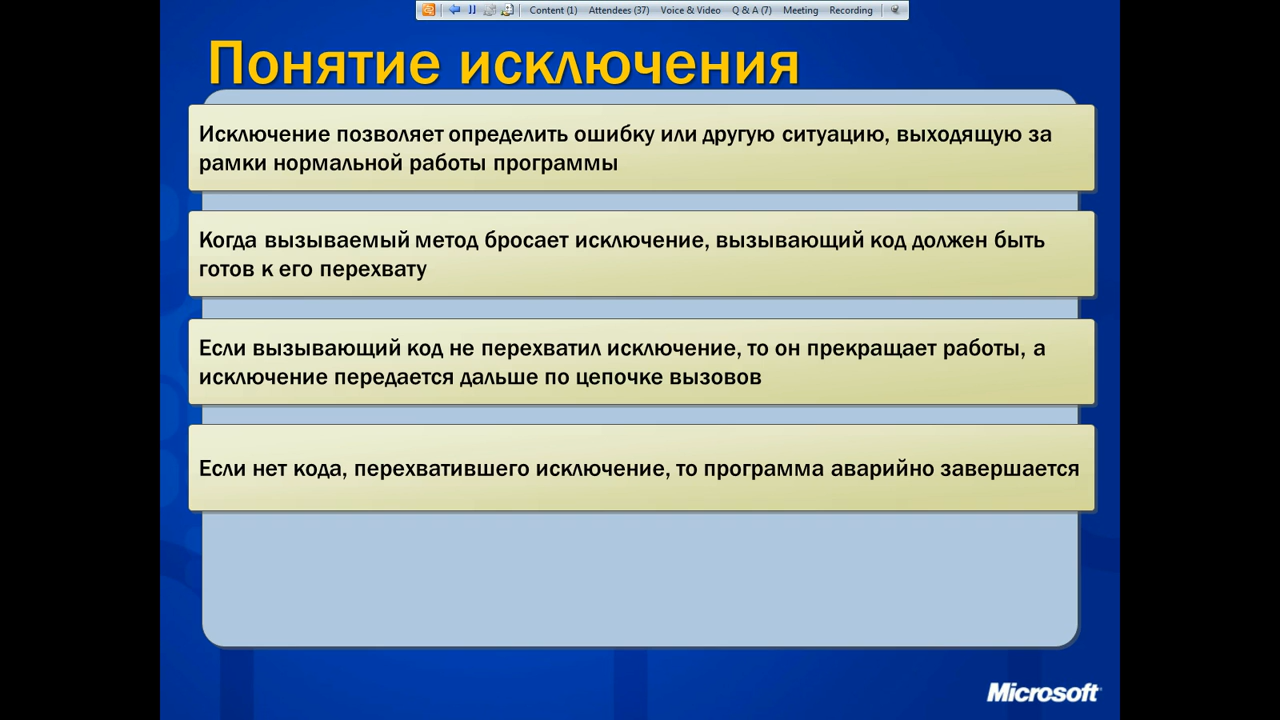 Content (1) Attendees (37) Voice & Video Q & A (7) Meeting Recording
Понятие исключения
Исключение позволяет определить ошибку или другую ситуацию, выходящую за
рамки нормальной работы программы
Когда вызываемый метод бросает исключение, вызывающий код должен быть
готов к его перехвату
Если вызывающий код не перехватил исключение, то он прекращает работы, а
исключение передается дальше по цепочке вызовов
Если нет кода, перехватившего исключение, то программа аварийно завершается
Microsoft